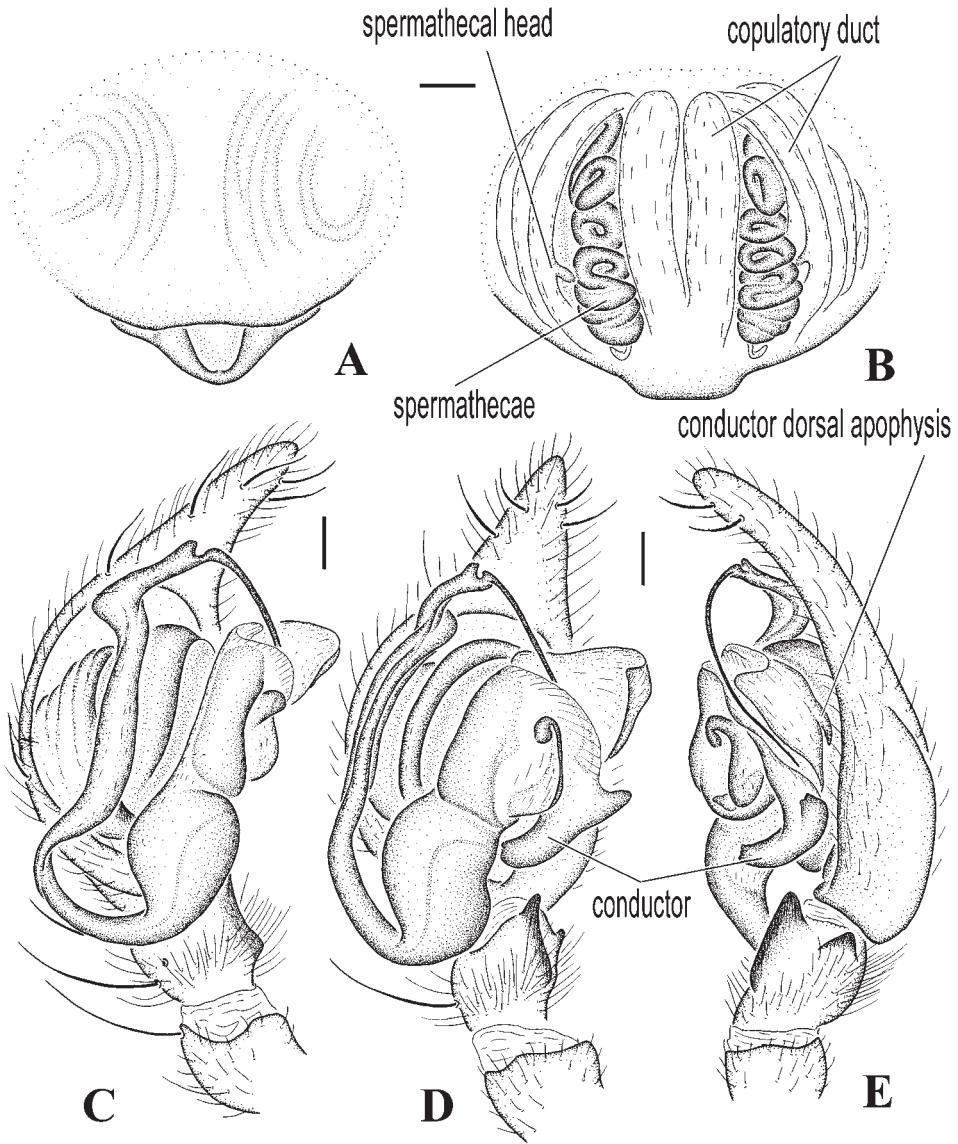 spermathecal head
copulatory duct
A
B
spermathecae
conductor dorsal apophysis
conductor
C
D
E